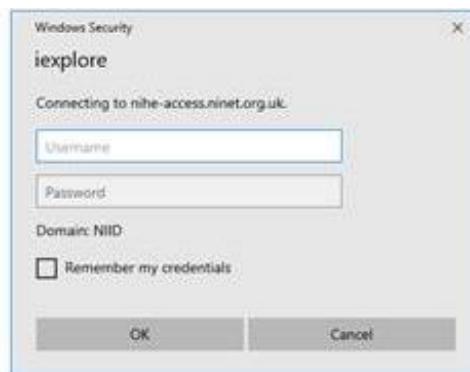 Windows Security
iexplore
Connecting to nihe-access.ninet.org.uk.
Username
Password
Domain: NIID
Remember my credentials
OK Cancel